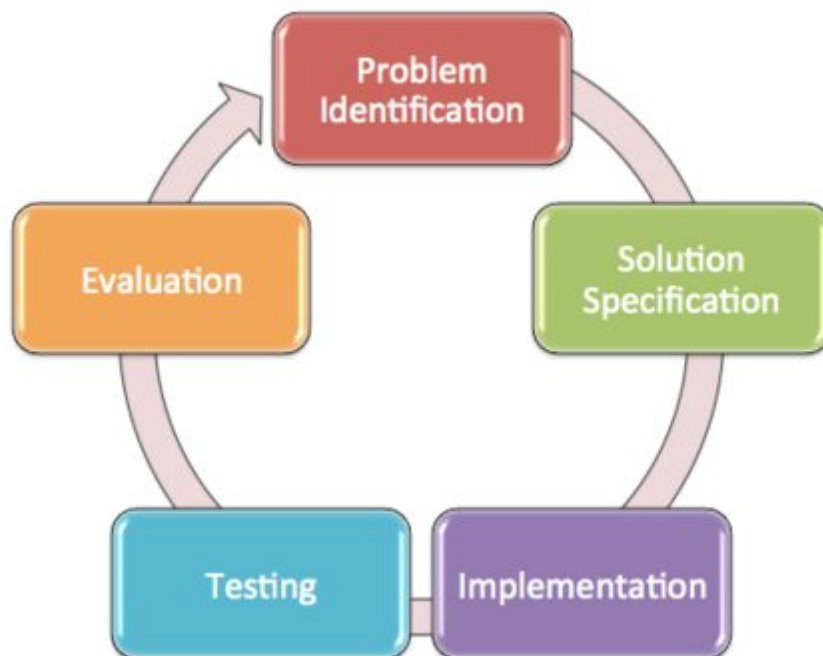 Problem
Identification
Solution
Specification
Implementation
Testing
Evaluation